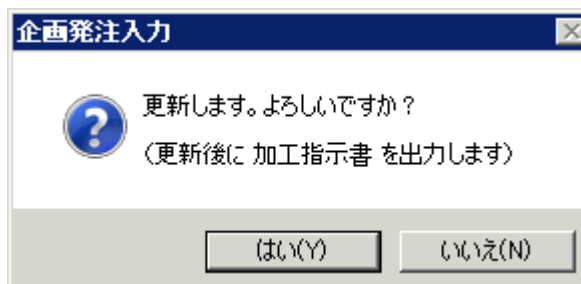 企画発注入力
更新します。よろしいですか？
（更新後に 加工指示書 を出力します）
はい(Y)
いいえ(N)